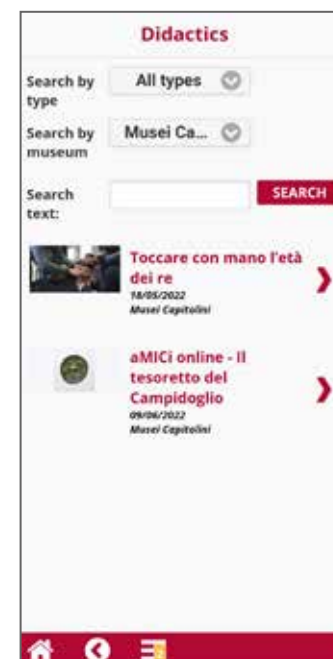 Didactics
Search by
type
All types
Search by
museum
Musei Ca...
Search
text:
SEARCH
Toccare con mano l'età
dei re
18/05/2022
Musei Capitolini
aMICi online - Il
tesoretto del
Campidoglio
09/06/2022
Musei Capitolini